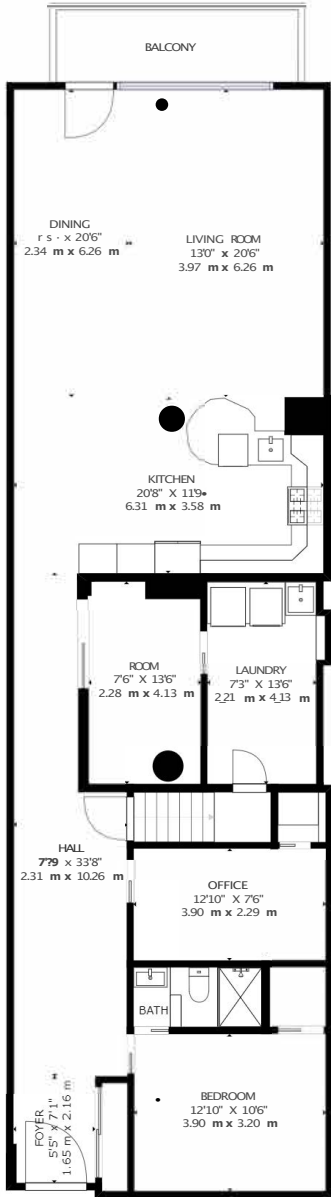 BALCONY
DINING
r s · x 20'6"
2.34 m x 6.26 m
LIVING ROOM
13'0" x 20'6"
3.97 m x 6.26 m
KITCHEN
20'8" X 11'9•
6.31 m x 3.58 m
ROOM
7'6" X 13'6"
2.28 m x 4.13 m
LAUNDRY
7'3" X 13'6"
2.21 m x 4.13 m
HALL
7'?9 x 33'8"
2.31 m x 10.26 m
OFFICE
12'10" X 7'6"
3.90 m x 2.29 m
BATH
BEDROOM
12'10" X 10'6"
3.90 m x 3.20 m
FOYER
5'5" x 7'1"
1.65 m x 2.16 m